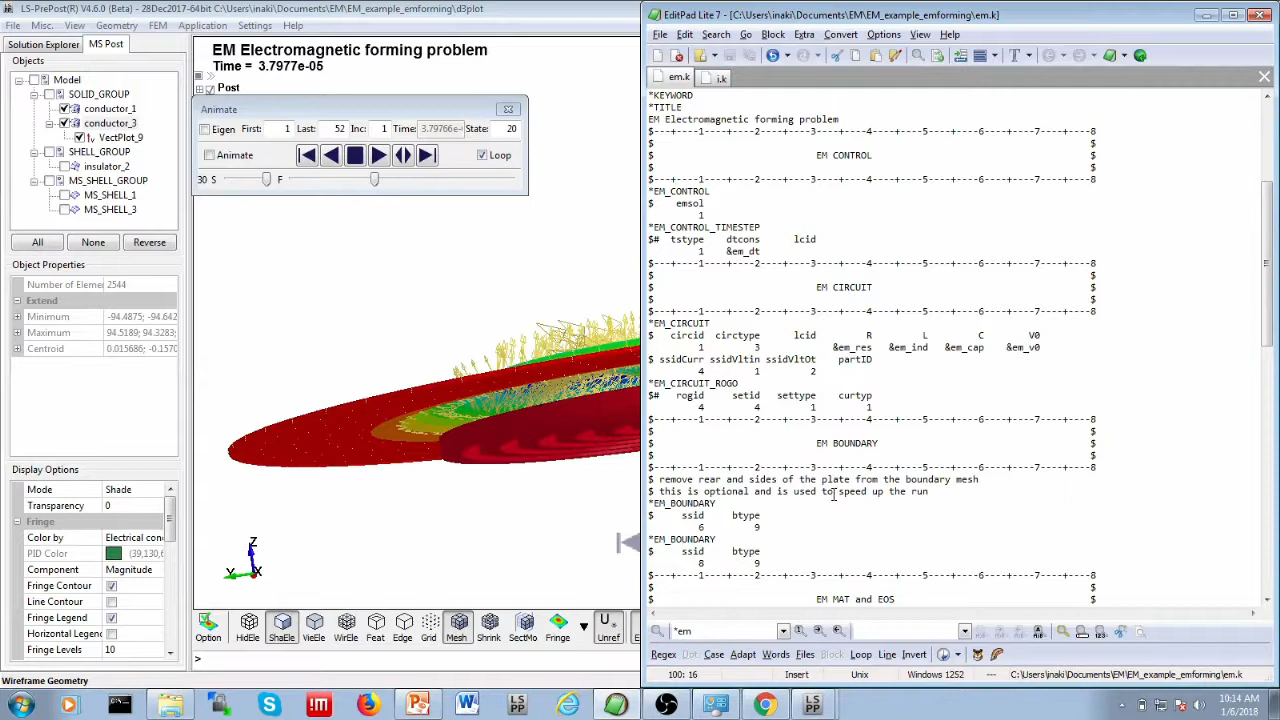 LS-PrePost(R) V4.6.0 (Beta) - 28Dec2017-64bit C:\Users\inaki\Documents\EM\EM_example_emforming\d3plot
File Misc. View Geometry FEM Application Settings Help
Solution Explorer MS Post
Objects
Model
SOLID_GROUP
conductor_1
conductor_3
VectPlot_9
SHELL_GROUP
insulator_2
MS_SHELL_GROUP
MS_SHELL_1
MS_SHELL_3
All None Reverse
Object Properties
Number of Eleme 2544
Extend
Minimum -94.4875; -94.642
Maximum 94.5189; 94.3283;
Centroid 0.015686; -0.1570
Display Options
Mode Shade
Transparency 0
Fringe
Color by Electrical con
PID Color (39,130,6
Component Magnitude
Fringe Contour
Line Contour
Fringe Legend
Horizontal Legend
Fringe Levels 10
Wireframe Geometry
EM Electromagnetic forming problem
Time = 3.7977e-05
Post
Animate
Eigen First: 1 Last: 52 Inc: 1 Time: 3.79766e- State: 20
Animate Loop
30 S F
Z
Y X
Option HidEle ShaEle VieEle WirEle Feat Edge Grid Mesh Shrink SectMo Fringe Unref E
>
EditPad Lite 7 - [C:\Users\inaki\Documents\EM\EM_example_emforming\em.k]
File Edit Search Go Block Extra Convert Options View Help
em.k i.k
*KEYWORD
*TITLE
EM Electromagnetic forming problem
$---+----1----+----2----+----3----+----4----+----5----+----6----+----7----+----8
$ $
$ EM CONTROL $
$ $
$---+----1----+----2----+----3----+----4----+----5----+----6----+----7----+----8
*EM_CONTROL
$ emsol
1
*EM_CONTROL_TIMESTEP
$# tstype dtcons lcid
1 &em_dt
$---+----1----+----2----+----3----+----4----+----5----+----6----+----7----+----8
$ $
$ EM CIRCUIT $
$ $
$---+----1----+----2----+----3----+----4----+----5----+----6----+----7----+----8
*EM_CIRCUIT
$ circid circtype lcid R L C V0
1 3 &em_res &em_ind &em_cap &em_v0
$ ssidCurr ssidVltin ssidVltOt partID
4 1 2
*EM_CIRCUIT_ROGO
$# rogid setid settype curtyp
4 4 1 1
$---+----1----+----2----+----3----+----4----+----5----+----6----+----7----+----8
$ $
$ EM BOUNDARY $
$ $
$---+----1----+----2----+----3----+----4----+----5----+----6----+----7----+----8
$ remove rear and sides of the plate from the boundary mesh
$ this is optional and is used to speed up the run
*EM_BOUNDARY
$ ssid btype
6 9
*EM_BOUNDARY
$ ssid btype
8 9
$---+----1----+----2----+----3----+----4----+----5----+----6----+----7----+----8
$ $
$ EM MAT and EOS $
*em
Regex Dot Case Adapt Words Files Block Loop Line Invert
100: 16 Insert Unix Windows 1252 --- C:\Users\inaki\Documents\EM\EM_example_emforming\em.k
10:14 AM
1/6/2018